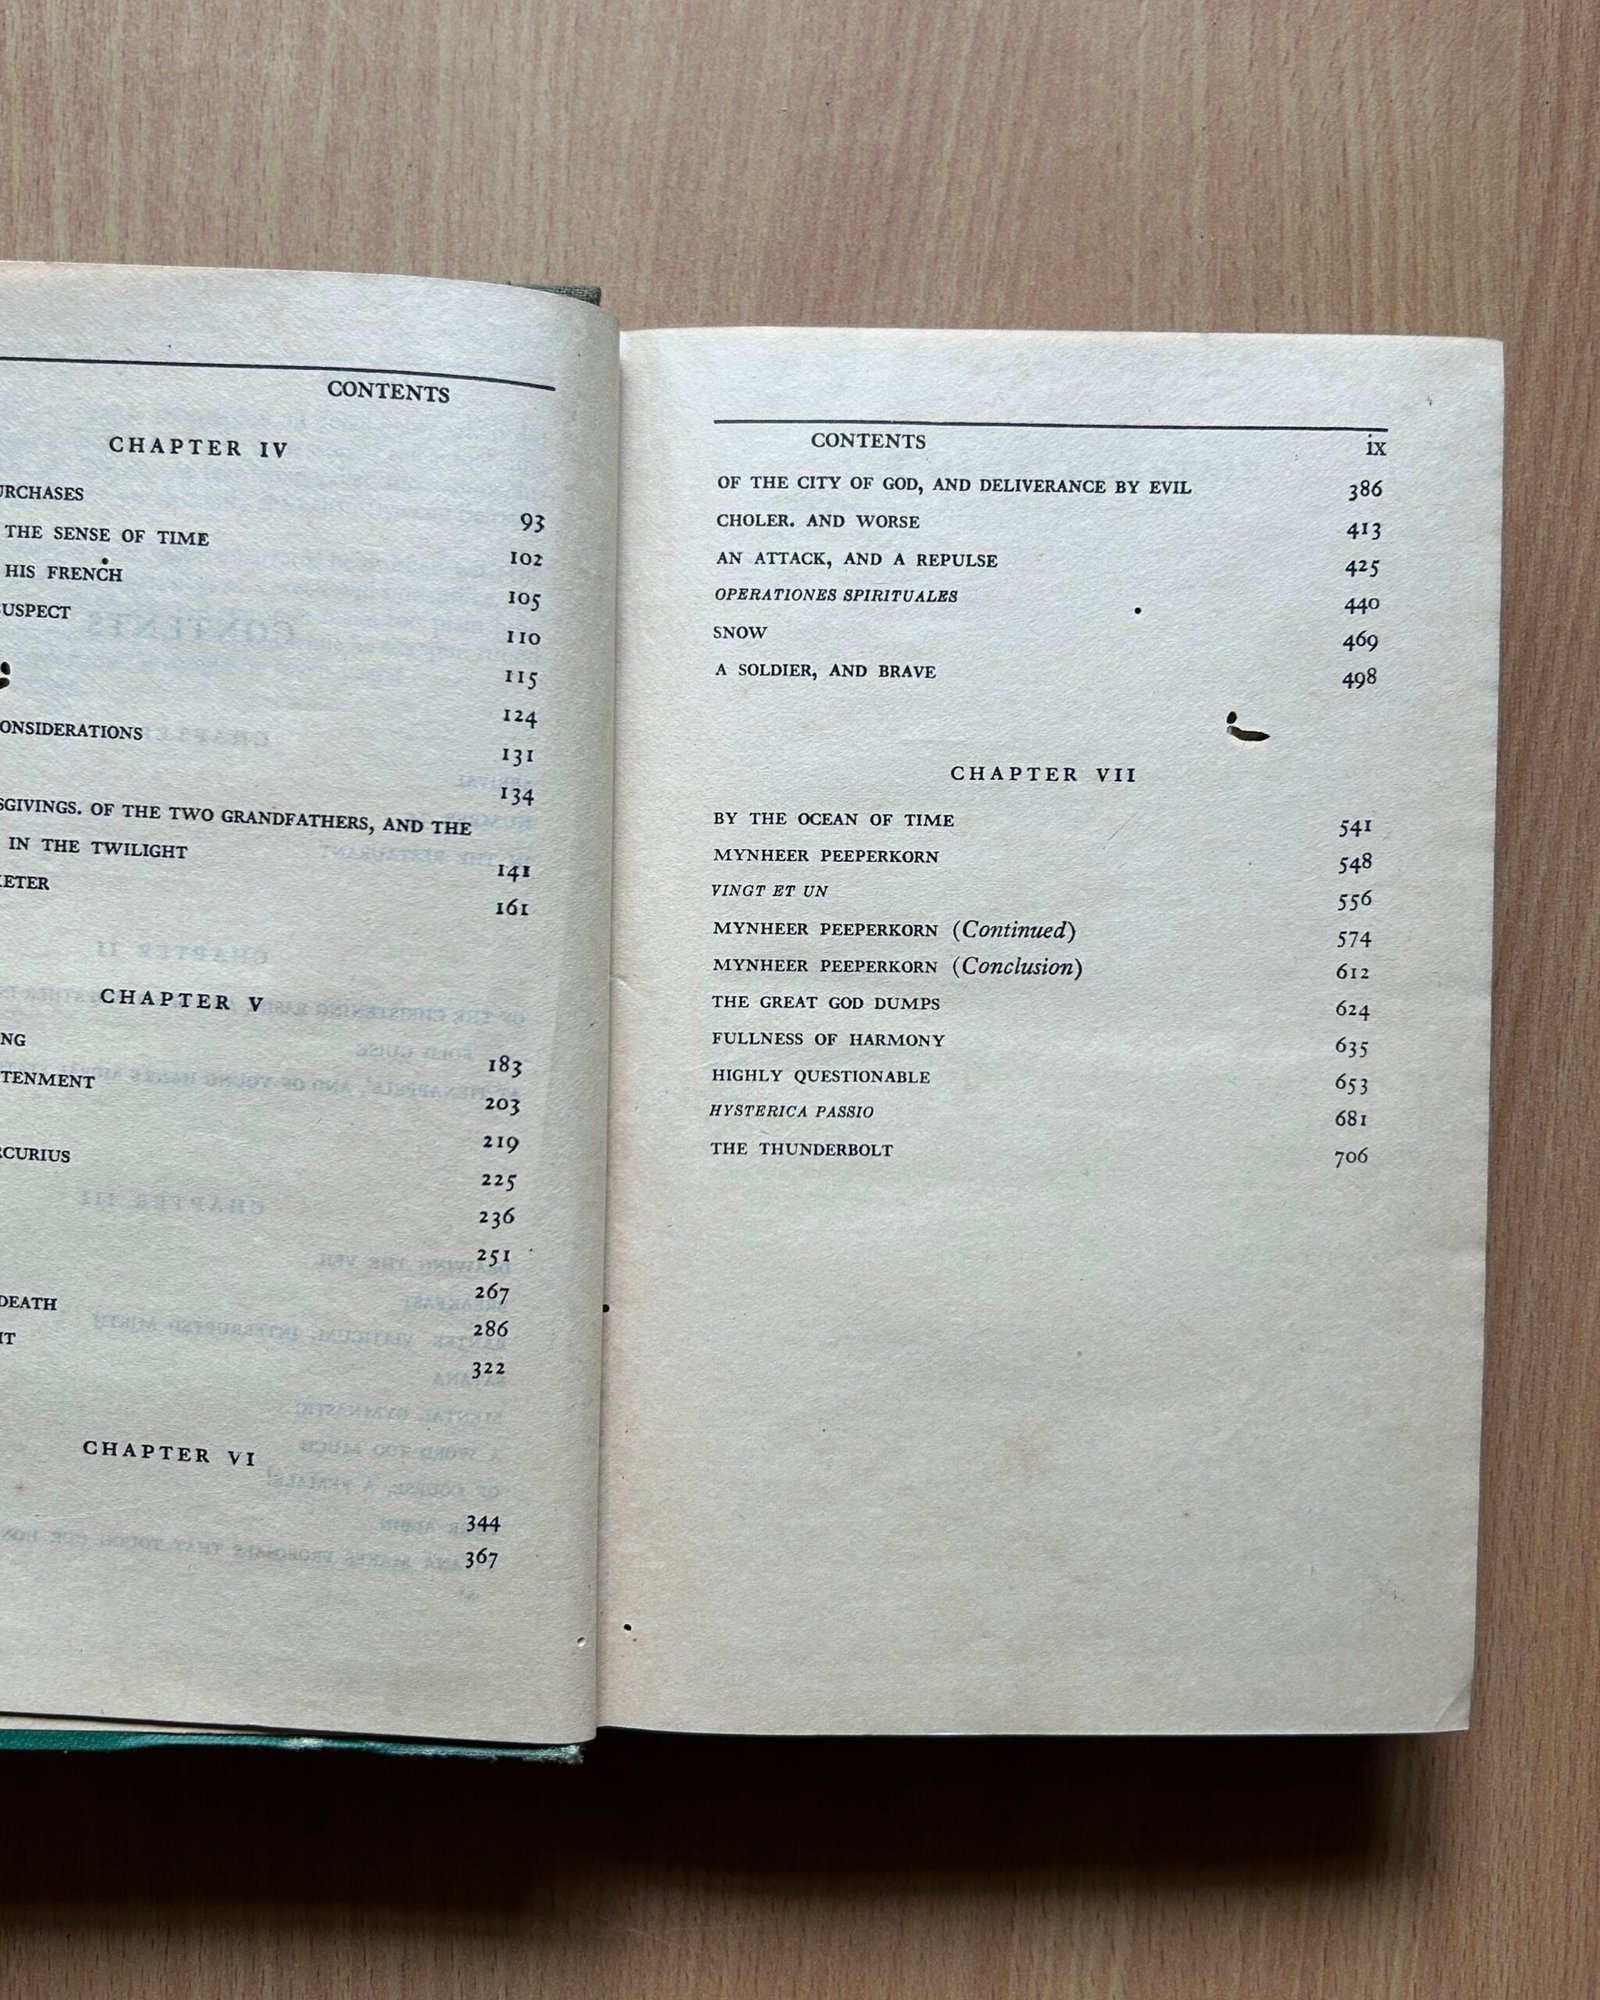 CONTENTS
CHAPTER IV
URCHASES 93
THE SENSE OF TIME 102
HIS FRENCH 105
SUSPECT 110
115
124
ONSIDERATIONS 131
134
SGIVINGS. OF THE TWO GRANDFATHERS, AND THE
IN THE TWILIGHT 141
ETER 161
CHAPTER V
NG 183
TENMENT 203
219
RCURIUS 225
236
251
267
DEATH 286
HT 322
CHAPTER VI
344
367
CONTENTS ix
OF THE CITY OF GOD, AND DELIVERANCE BY EVIL 386
CHOLER. AND WORSE 413
AN ATTACK, AND A REPULSE 425
OPERATIONES SPIRITUALES 440
SNOW 469
A SOLDIER, AND BRAVE 498
CHAPTER VII
BY THE OCEAN OF TIME 541
MYNHEER PEEPERKORN 548
VINGT ET UN 556
MYNHEER PEEPERKORN (Continued) 574
MYNHEER PEEPERKORN (Conclusion) 612
THE GREAT GOD DUMPS 624
FULLNESS OF HARMONY 635
HIGHLY QUESTIONABLE 653
HYSTERICA PASSIO 681
THE THUNDERBOLT 706